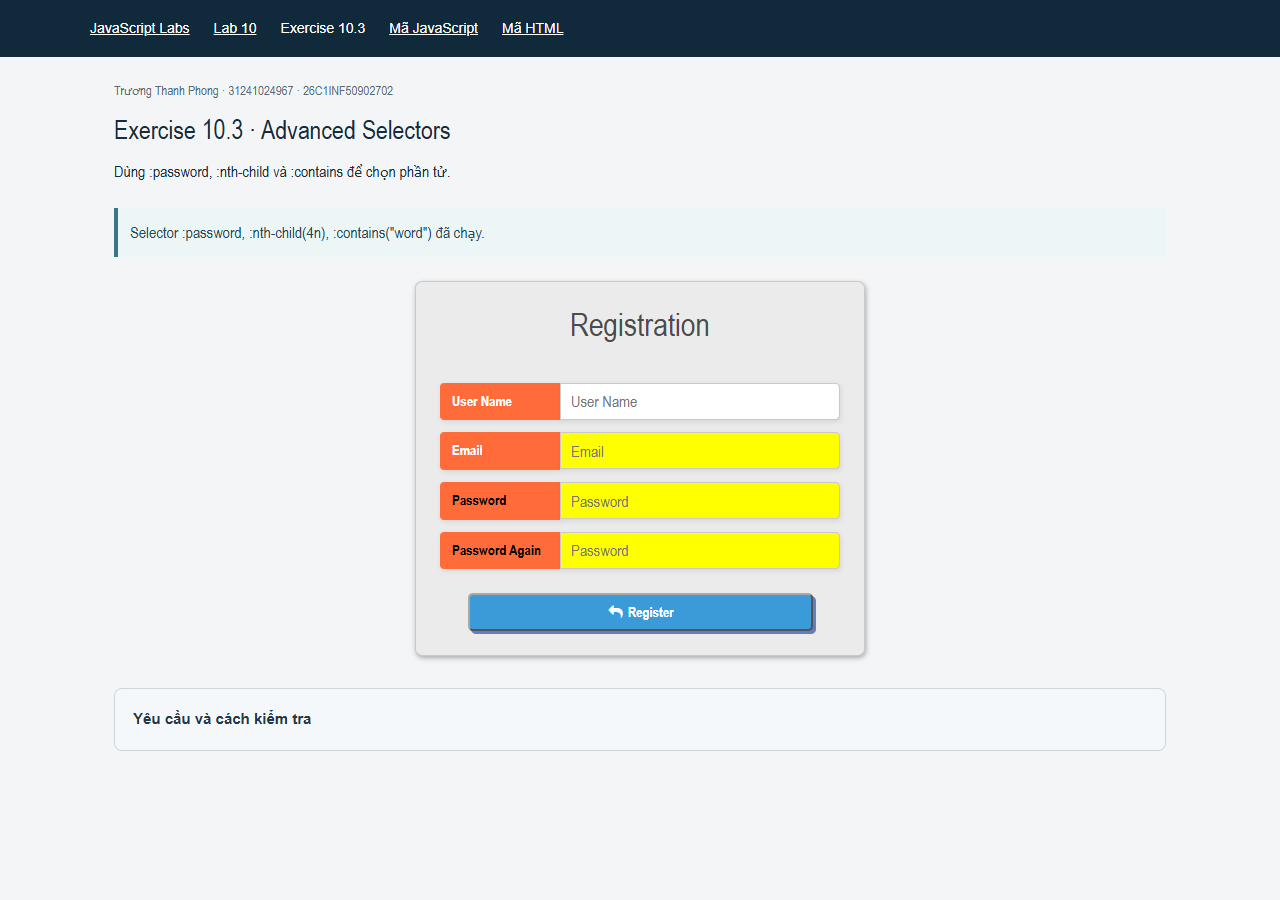 JavaScript Labs Lab 10 Exercise 10.3 Mã JavaScript Mã HTML
Trương Thanh Phong · 31241024967 · 26C1INF50902702
Exercise 10.3 · Advanced Selectors
Dùng :password, :nth-child và :contains để chọn phần tử.
Selector :password, :nth-child(4n), :contains("word") đã chạy.
Registration
User Name User Name
Email Email
Password Password
Password Again Password
Register
Yêu cầu và cách kiểm tra